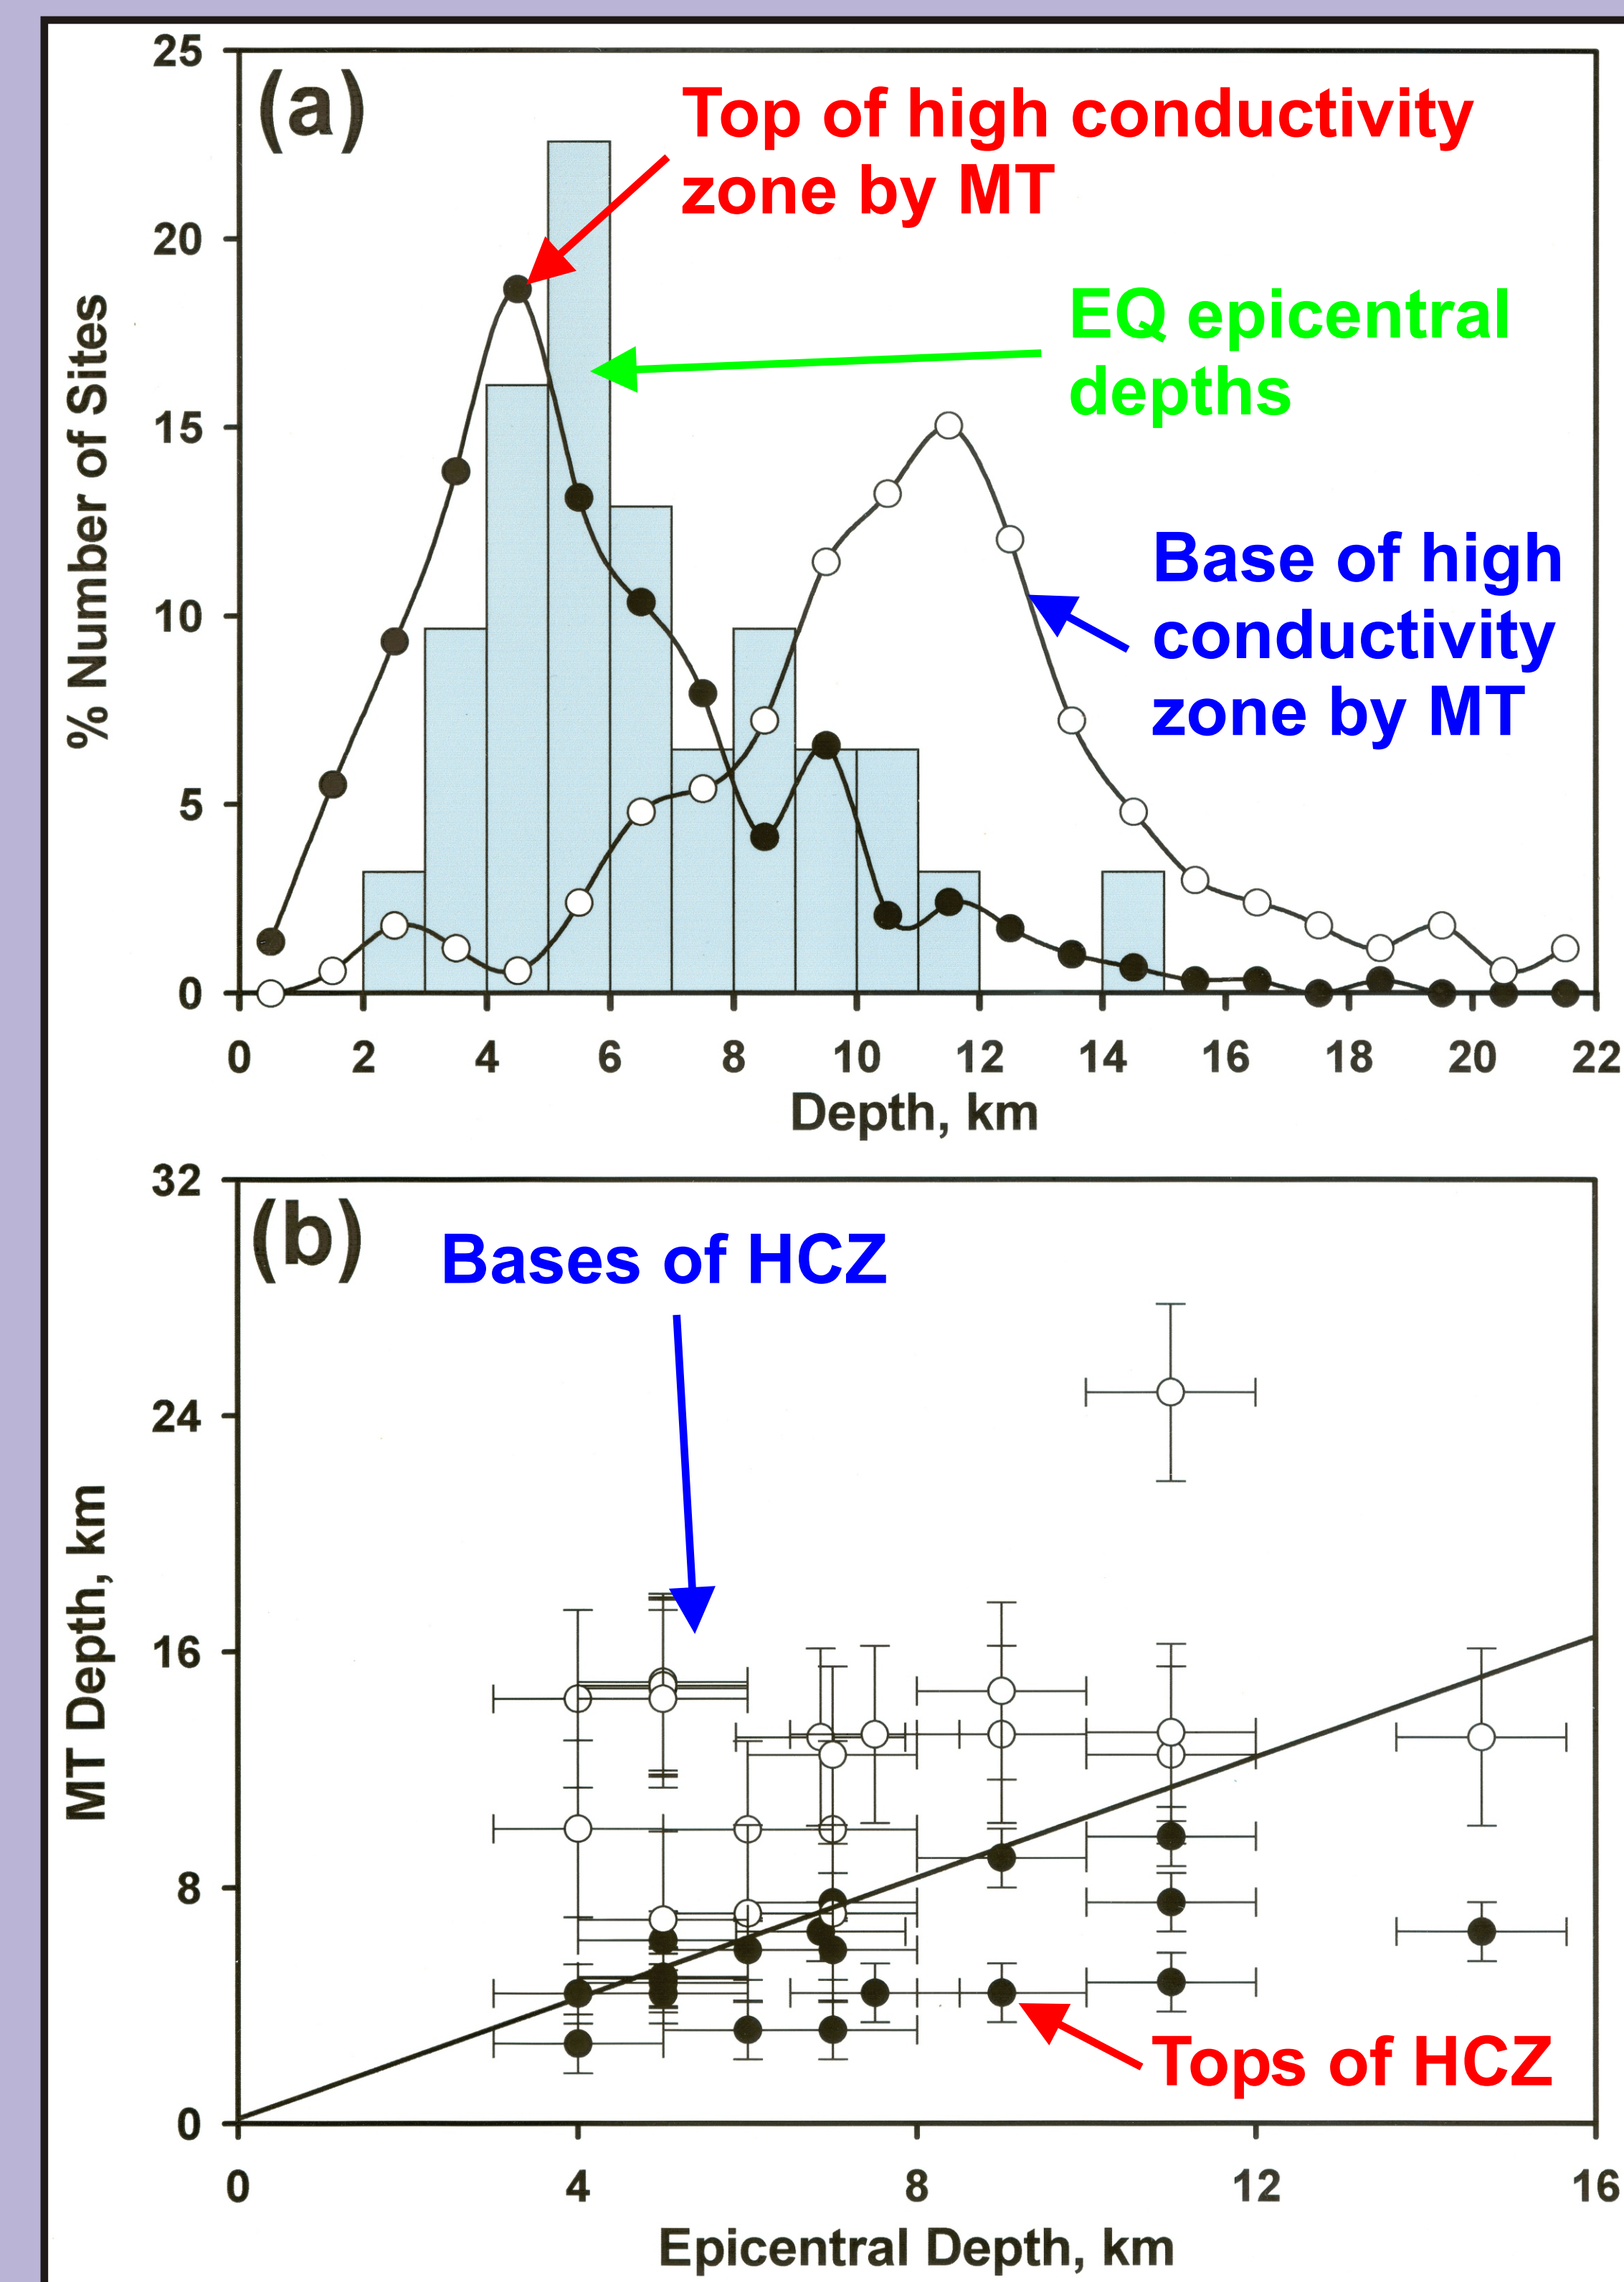 25
(a)
Top of high conductivity
zone by MT
20
EQ epicentral
depths
15
% Number of Sites
Base of high
conductivity
zone by MT
10
5
0
0 2 4 6 8 10 12 14 16 18 20 22
Depth, km
32
(b)
Bases of HCZ
24
MT Depth, km
16
8
Tops of HCZ
0
0 4 8 12 16
Epicentral Depth, km